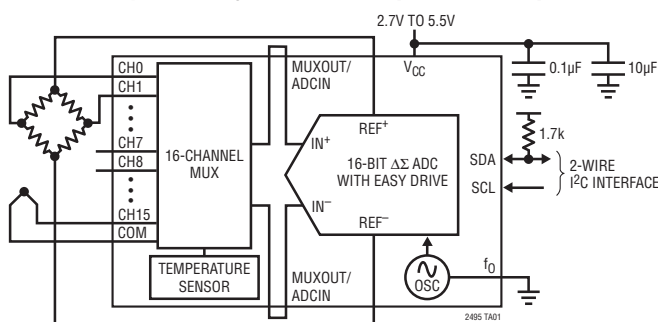 2.7V TO 5.5V
CH0
CH1
CH7
CH8
CH15
COM
16-CHANNEL
MUX
TEMPERATURE
SENSOR
MUXOUT/
ADCIN
IN+
IN−
MUXOUT/
ADCIN
VCC
REF+
16-BIT ΔΣ ADC
WITH EASY DRIVE
REF−
OSC
fO
0.1µF
10µF
1.7k
SDA
SCL
2-WIRE
I2C INTERFACE
2495 TA01